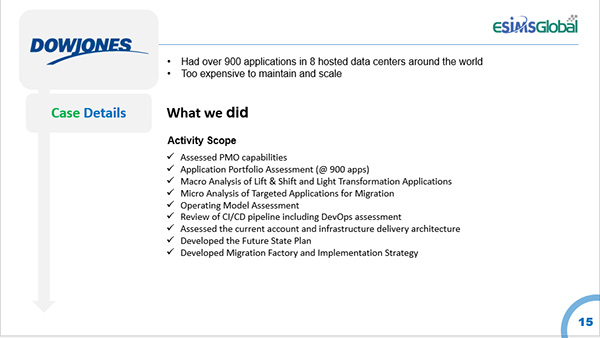 DOWJONES
ESiMSGlobal
• Had over 900 applications in 8 hosted data centers around the world
• Too expensive to maintain and scale
Case Details
What we did
Activity Scope
✓ Assessed PMO capabilities
✓ Application Portfolio Assessment (@ 900 apps)
✓ Macro Analysis of Lift & Shift and Light Transformation Applications
✓ Micro Analysis of Targeted Applications for Migration
✓ Operating Model Assessment
✓ Review of CI/CD pipeline including DevOps assessment
✓ Assessed the current account and infrastructure delivery architecture
✓ Developed the Future State Plan
✓ Developed Migration Factory and Implementation Strategy
15